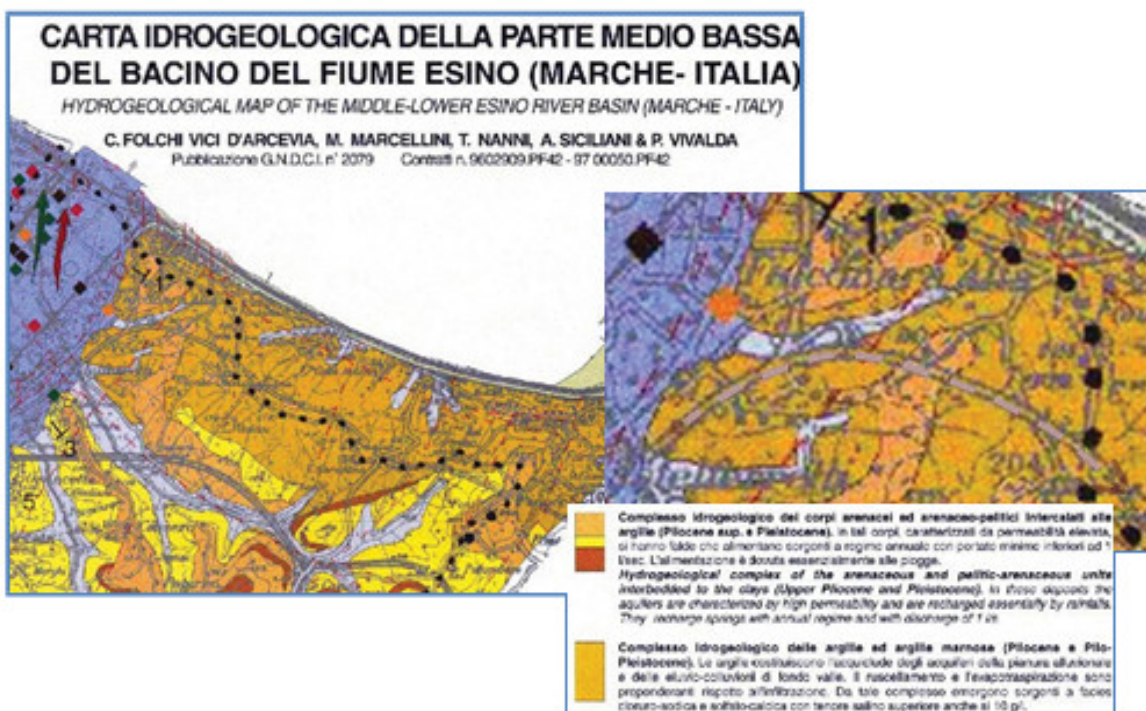 CARTA IDROGEOLOGICA DELLA PARTE MEDIO BASSA
DEL BACINO DEL FIUME ESINO (MARCHE- ITALIA)
HYDROGEOLOGICAL MAP OF THE MIDDLE-LOWER ESINO RIVER BASIN (MARCHE - ITALY)
C. FOLCHI VICI D'ARCEVIA, M. MARCELLINI, T. NANNI, A. SICILIANI & P. VIVALDA
Pubblicazione G.N.D.C.I. n° 2079 Contratti n. 9602909.PF42 - 97 00050.PF42
1
13
5
204
Complesso idrogeologico dei corpi arenacei ed arenaceo-pelitici intercalati alle
argille (Pliocene sup. e Pleistocene). In tali corpi, caratterizzati da permeabilità elevata,
si hanno falde che alimentano sorgenti a regime annuale con portate minime inferiori ad 1
l/sec. L'alimentazione è dovuta essenzialmente alle piogge.
Hydrogeological complex of the arenaceous and pelitic-arenaceous units
interbedded to the clays (Upper Pliocene and Pleistocene). In these deposits the
aquifers are characterized by high permeability and are recharged essentially by rainfalls.
They recharge springs with annual regime and with discharge of 1 l/s
Complesso idrogeologico delle argille ed argille marnose (Pliocene e Plio-
Pleistocene). Le argille costituiscono l'acquiclude degli acquiferi della pianura alluvionale
e delle eluvio-colluvioni di fondo valle. Il ruscellamento e l'evapotraspirazione sono
preponderanti rispetto all'infiltrazione. Da tale complesso emergono sorgenti a facies
cloruro-sodica e solfato-calcica con tenore salino superiore anche ai 10 g/l.